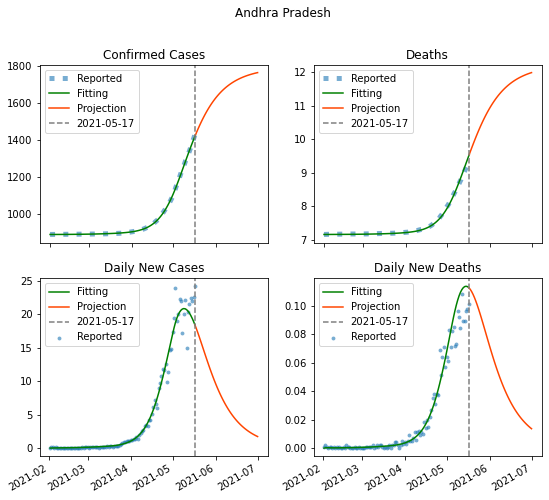 Andhra Pradesh
Confirmed Cases
1800
1600
1400
1200
1000
Reported
Fitting
Projection
2021-05-17
Deaths
12
11
10
9
8
7
Reported
Fitting
Projection
2021-05-17
Daily New Cases
25
20
15
10
5
0
Fitting
Projection
2021-05-17
Reported
2021-02
2021-03
2021-04
2021-05
2021-06
2021-07
Daily New Deaths
0.10
0.08
0.06
0.04
0.02
0.00
Fitting
Projection
2021-05-17
Reported
2021-02
2021-03
2021-04
2021-05
2021-06
2021-07